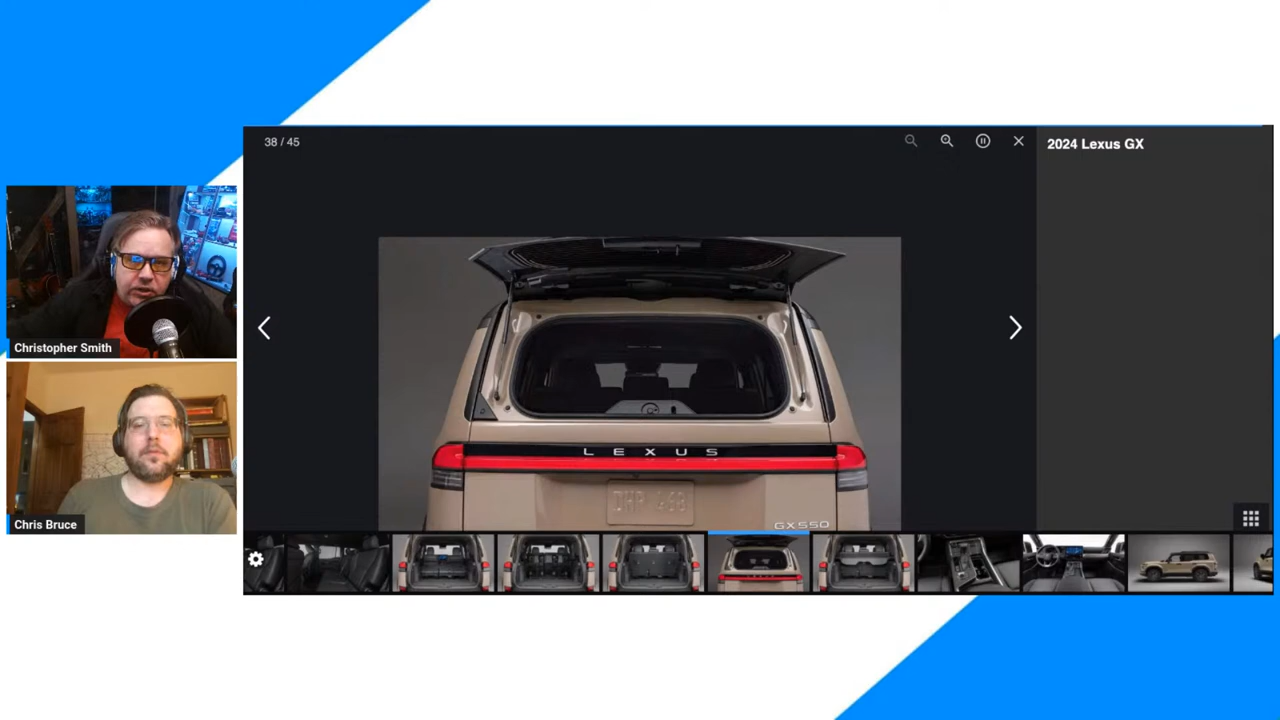 38 / 45
2024 Lexus GX
Christopher Smith
LEXUS
GX550
Chris Bruce